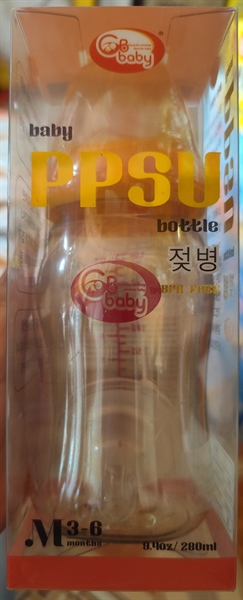 GB
baby
baby
PPSU
bottle
젖병
GB
baby
BPA FREE
M 3-6
months
9.4oz/280ml